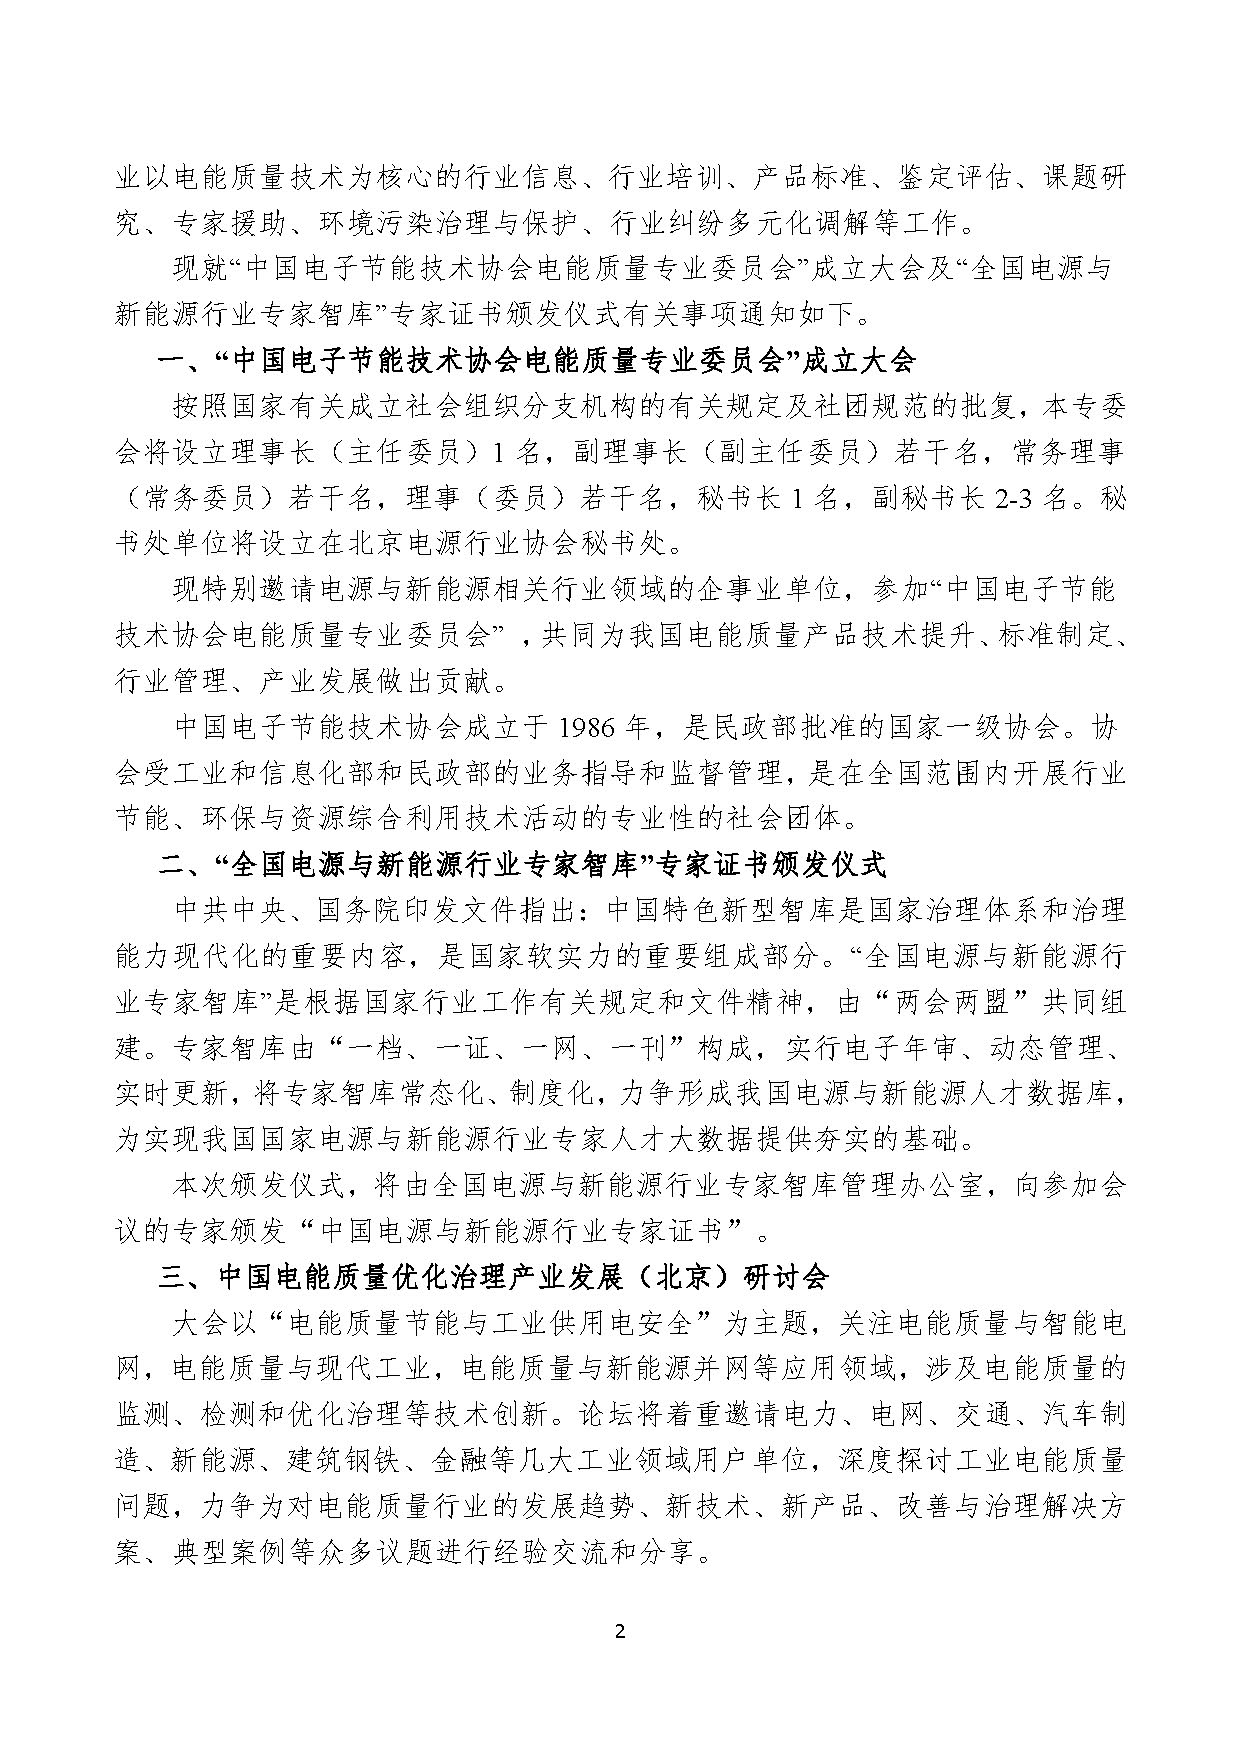 业以电能质量技术为核心的行业信息、行业培训、产品标准、鉴定评估、课题研
究、专家援助、环境污染治理与保护、行业纠纷多元化调解等工作。
现就“中国电子节能技术协会电能质量专业委员会”成立大会及“全国电源与
新能源行业专家智库”专家证书颁发仪式有关事项通知如下。
一、“中国电子节能技术协会电能质量专业委员会”成立大会
按照国家有关成立社会组织分支机构的有关规定及社团规范的批复，本专委
会将设立理事长（主任委员）1 名，副理事长（副主任委员）若干名，常务理事
（常务委员）若干名，理事（委员）若干名，秘书长 1 名，副秘书长 2-3 名。秘
书处单位将设立在北京电源行业协会秘书处。
现特别邀请电源与新能源相关行业领域的企事业单位，参加“中国电子节能
技术协会电能质量专业委员会” ，共同为我国电能质量产品技术提升、标准制定、
行业管理、产业发展做出贡献。
中国电子节能技术协会成立于 1986 年，是民政部批准的国家一级协会。协
会受工业和信息化部和民政部的业务指导和监督管理，是在全国范围内开展行业
节能、环保与资源综合利用技术活动的专业性的社会团体。
二、“全国电源与新能源行业专家智库”专家证书颁发仪式
中共中央、国务院印发文件指出：中国特色新型智库是国家治理体系和治理
能力现代化的重要内容，是国家软实力的重要组成部分。“全国电源与新能源行
业专家智库”是根据国家行业工作有关规定和文件精神，由“两会两盟”共同组
建。专家智库由“一档、一证、一网、一刊”构成，实行电子年审、动态管理、
实时更新，将专家智库常态化、制度化，力争形成我国电源与新能源人才数据库，
为实现我国国家电源与新能源行业专家人才大数据提供夯实的基础。
本次颁发仪式，将由全国电源与新能源行业专家智库管理办公室，向参加会
议的专家颁发“中国电源与新能源行业专家证书”。
三、中国电能质量优化治理产业发展（北京）研讨会
大会以“电能质量节能与工业供用电安全”为主题，关注电能质量与智能电
网，电能质量与现代工业，电能质量与新能源并网等应用领域，涉及电能质量的
监测、检测和优化治理等技术创新。论坛将着重邀请电力、电网、交通、汽车制
造、新能源、建筑钢铁、金融等几大工业领域用户单位，深度探讨工业电能质量
问题，力争为对电能质量行业的发展趋势、新技术、新产品、改善与治理解决方
案、典型案例等众多议题进行经验交流和分享。
2